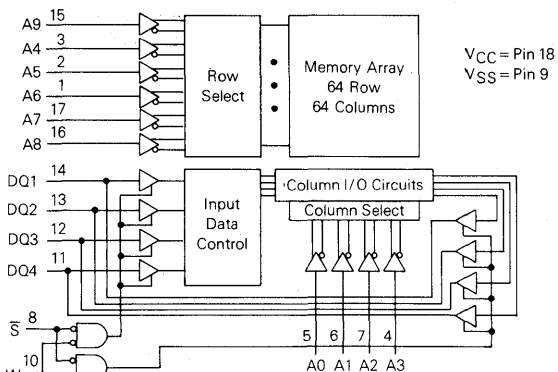 A9 15
A4 3
A5 2
A6 1
A7 17
A8 16
Row
Select
Memory Array
64 Row
64 Columns
VCC = Pin 18
VSS = Pin 9
DQ1 14
DQ2 13
DQ3 12
DQ4 11
Input
Data
Control
Column I/O Circuits
Column Select
S 8
10
5 6 7 4
A0 A1 A2 A3